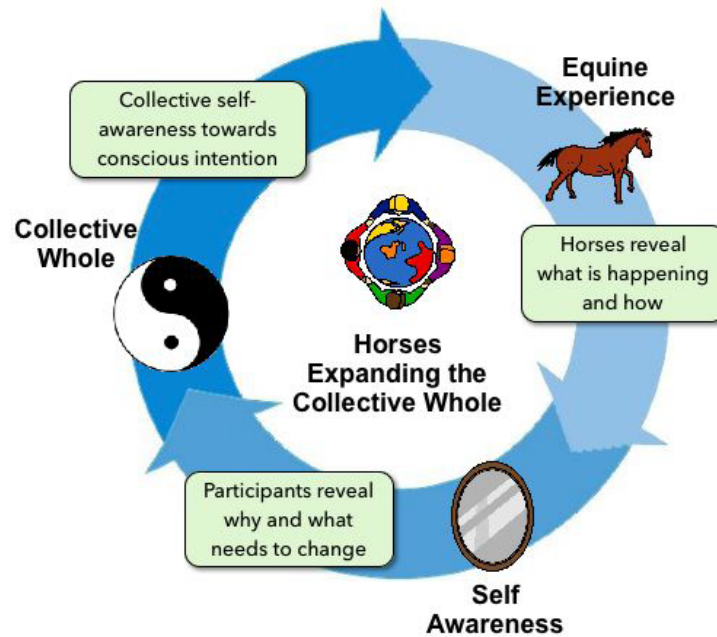 Equine
Experience
Horses reveal
what is happening
and how
Self
Awareness
Participants reveal
why and what
needs to change
Collective
Whole
Collective self-
awareness towards
conscious intention
Horses
Expanding the
Collective Whole